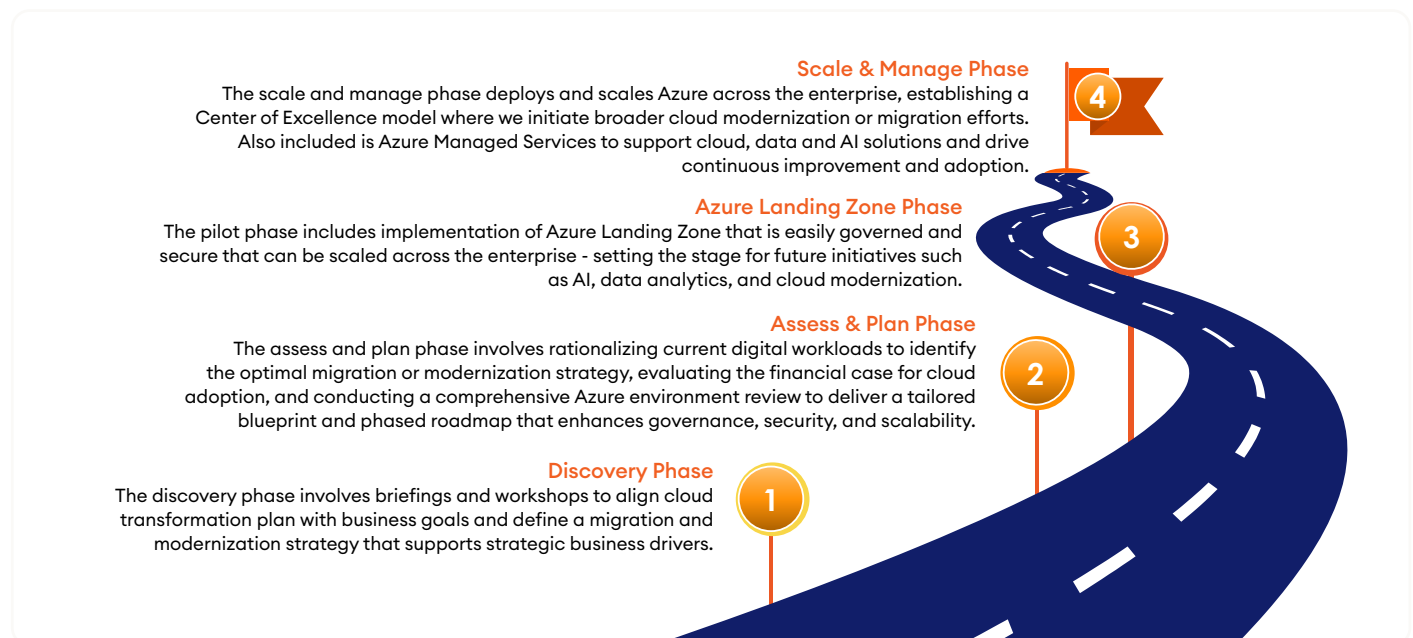 Scale & Manage Phase
The scale and manage phase deploys and scales Azure across the enterprise, establishing a
Center of Excellence model where we initiate broader cloud modernization or migration efforts.
Also included is Azure Managed Services to support cloud, data and AI solutions and drive
continuous improvement and adoption.
4
Azure Landing Zone Phase
The pilot phase includes implementation of Azure Landing Zone that is easily governed and
secure that can be scaled across the enterprise - setting the stage for future initiatives such
as AI, data analytics, and cloud modernization.
3
Assess & Plan Phase
The assess and plan phase involves rationalizing current digital workloads to identify
the optimal migration or modernization strategy, evaluating the financial case for cloud
adoption, and conducting a comprehensive Azure environment review to deliver a tailored
blueprint and phased roadmap that enhances governance, security, and scalability.
2
Discovery Phase
The discovery phase involves briefings and workshops to align cloud
transformation plan with business goals and define a migration and
modernization strategy that supports strategic business drivers.
1